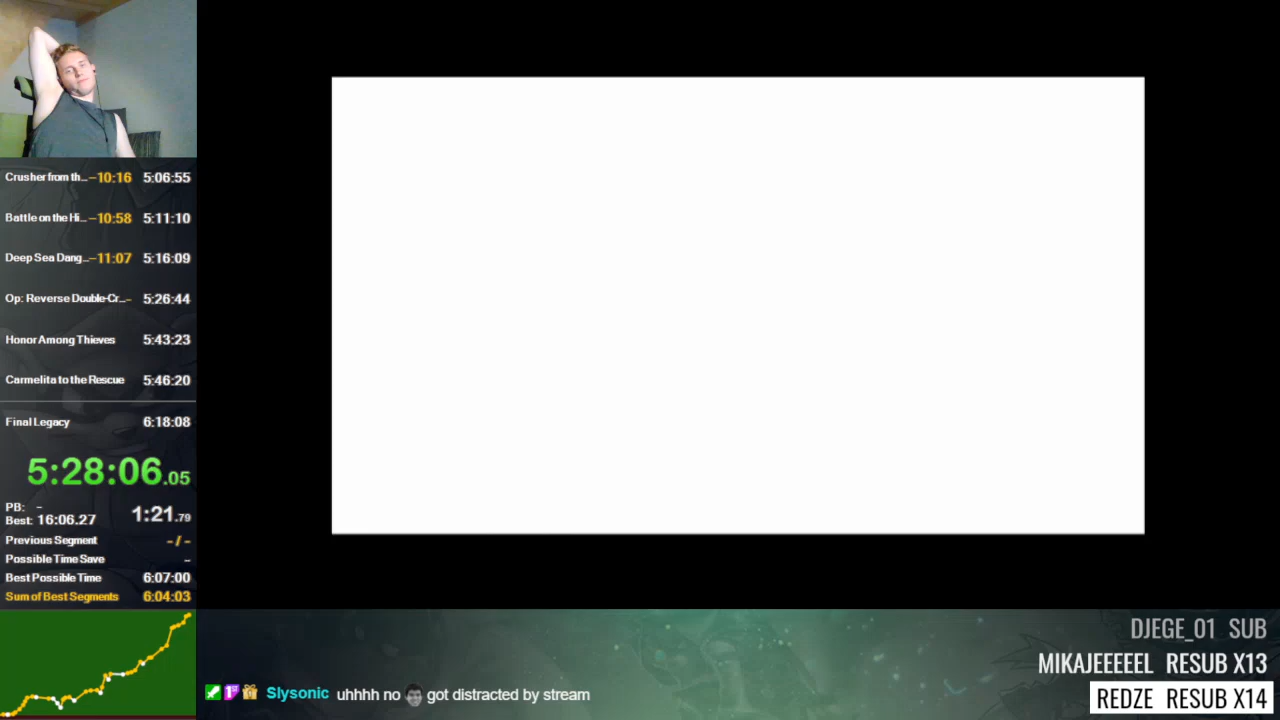 Crusher from th... -10:16 5:06:55
Battle on the Hi... -10:58 5:11:10
Deep Sea Dang... -11:07 5:16:09
Op: Reverse Double-Cr... - 5:26:44
Honor Among Thieves 5:43:23
Carmelita to the Rescue 5:46:20
Final Legacy 6:18:08
5:28:06.05
PB: -
Best: 16:06.27 1:21.79
Previous Segment - / -
Possible Time Save -
Best Possible Time 6:07:00
Sum of Best Segments 6:04:03
Slysonic uhhhh no got distracted by stream
DJEGE_01 SUB
MIKAJEEEEEL RESUB X13
REDZE RESUB X14